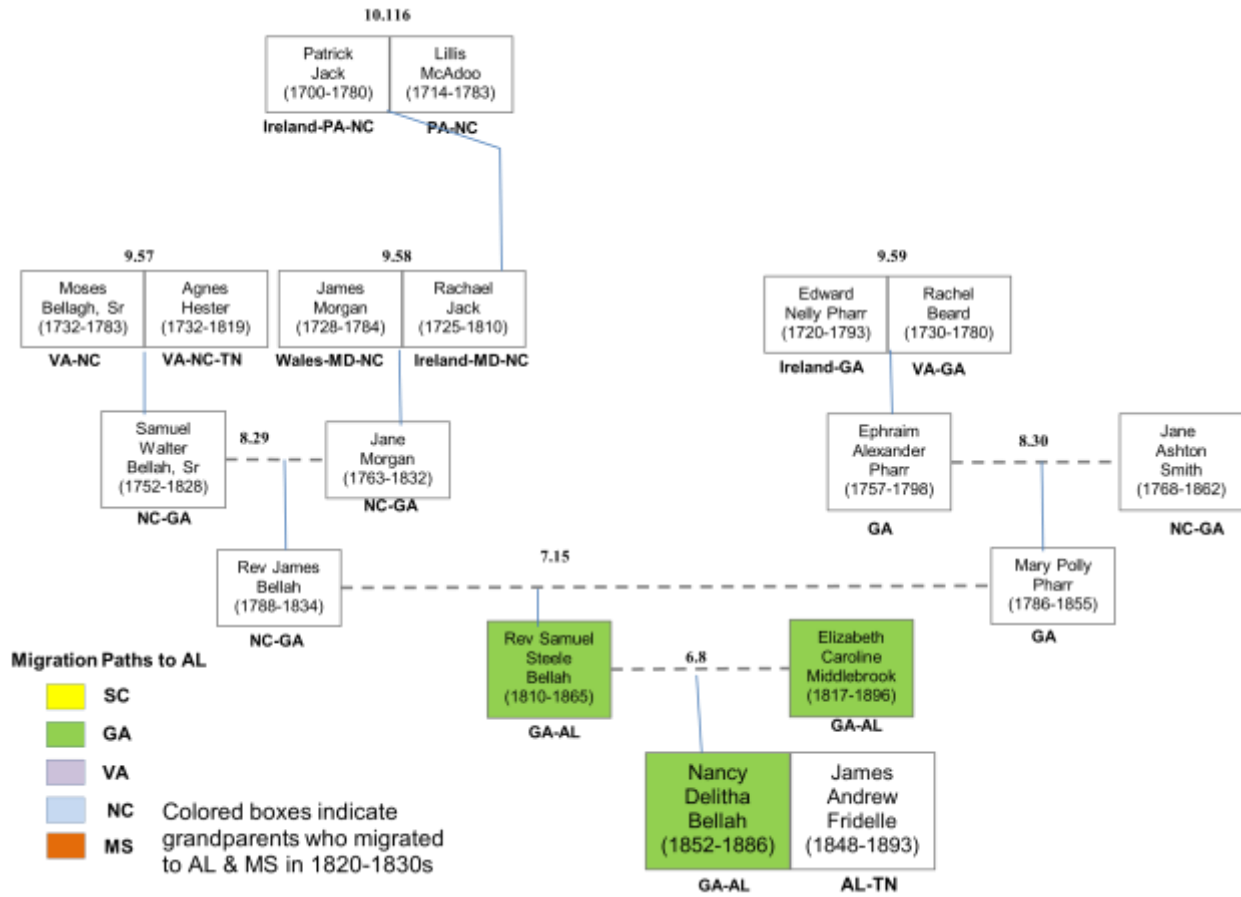 10.116
Patrick
Jack
(1700-1780)
Lillis
McAdoo
(1714-1783)
Ireland-PA-NC
PA-NC
9.57
Moses
Bellagh, Sr
(1732-1783)
Agnes
Hester
(1732-1819)
VA-NC
VA-NC-TN
9.58
James
Morgan
(1728-1784)
Rachael
Jack
(1725-1810)
Wales-MD-NC
Ireland-MD-NC
9.59
Edward
Nelly Pharr
(1720-1793)
Rachel
Beard
(1730-1780)
Ireland-GA
VA-GA
Samuel
Walter
Bellah, Sr
(1752-1828)
NC-GA
8.29
Jane
Morgan
(1763-1832)
NC-GA
Ephraim
Alexander
Pharr
(1757-1798)
GA
8.30
Jane
Ashton
Smith
(1768-1862)
NC-GA
Rev James
Bellah
(1788-1834)
NC-GA
7.15
Mary Polly
Pharr
(1786-1855)
GA
Rev Samuel
Steele
Bellah
(1810-1865)
GA-AL
6.8
Elizabeth
Caroline
Middlebrook
(1817-1896)
GA-AL
Nancy
Delitha
Bellah
(1852-1886)
GA-AL
James
Andrew
Fridelle
(1848-1893)
AL-TN
Migration Paths to AL
SC
GA
VA
NC
MS
Colored boxes indicate
grandparents who migrated
to AL & MS in 1820-1830s